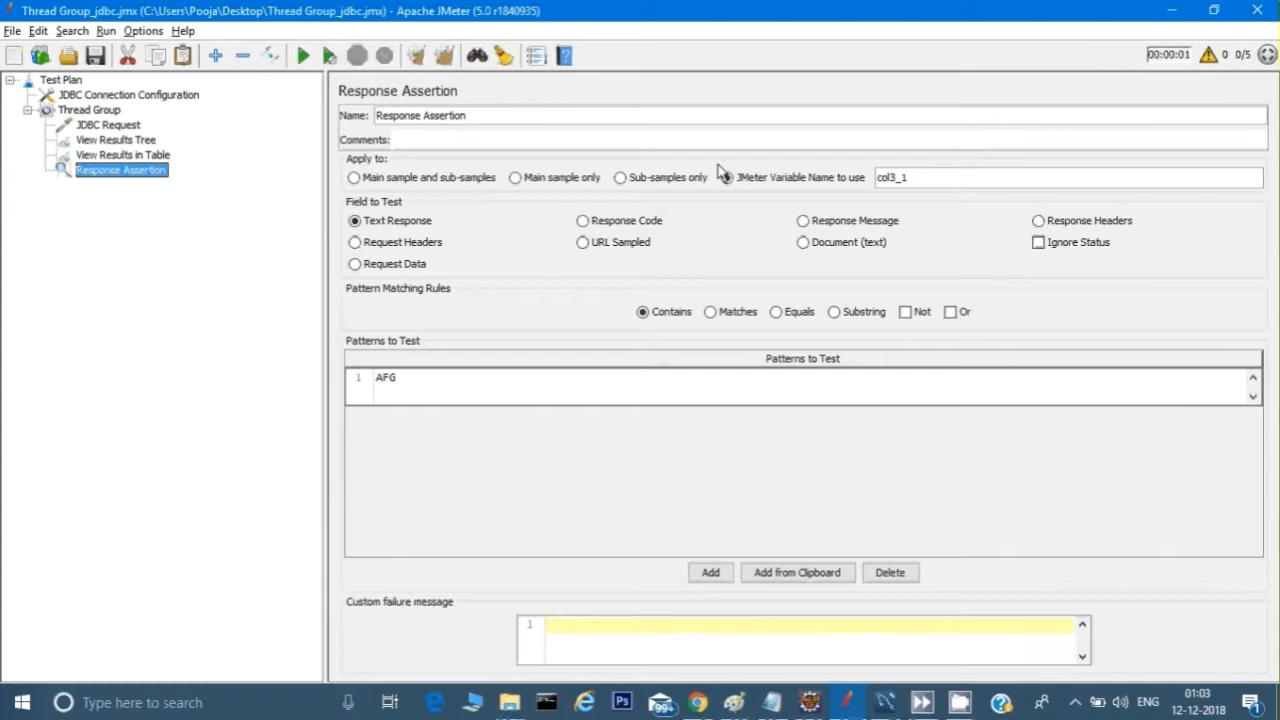 Thread Group_jdbc.jmx (C:\Users\Pooja\Desktop\Thread Group_jdbc.jmx) - Apache JMeter (5.0 r1840935)
File Edit Search Run Options Help
00:00:01 0 0/5
Test Plan
JDBC Connection Configuration
Thread Group
JDBC Request
View Results Tree
View Results in Table
Response Assertion
Response Assertion
Name: Response Assertion
Comments:
Apply to:
Main sample and sub-samples Main sample only Sub-samples only JMeter Variable Name to use col3_1
Field to Test
Text Response Response Code Response Message Response Headers
Request Headers URL Sampled Document (text) Ignore Status
Request Data
Pattern Matching Rules
Contains Matches Equals Substring Not Or
Patterns to Test
Patterns to Test
1 AFG
Add Add from Clipboard Delete
Custom failure message
1
Type here to search
Ps
99+
ENG
01:03
12-12-2018
1